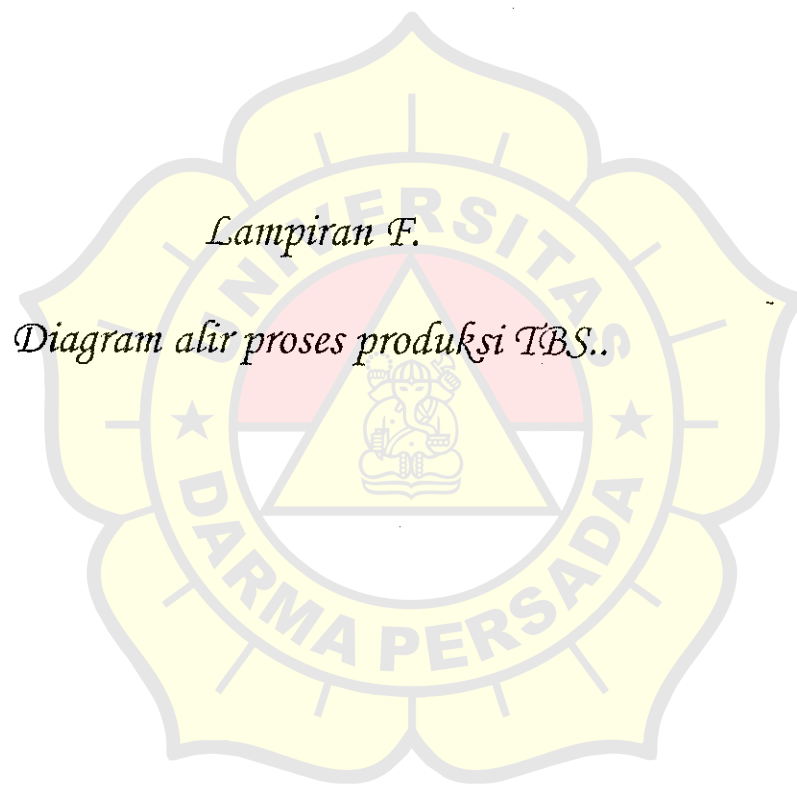 Lampiran F.
Diagram alir proses produksi TBS..
UNIVERSITAS
DARMA PERSADA